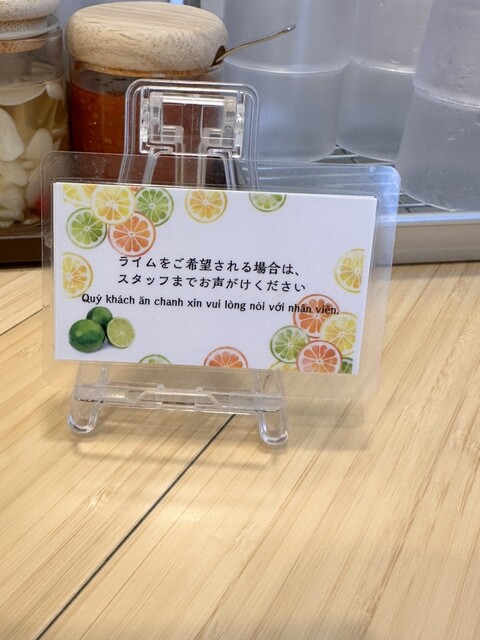 ライムをご希望される場合は、
スタッフまでお声がけください
Quý khách ăn chanh xin vui lòng nói với nhân viên.